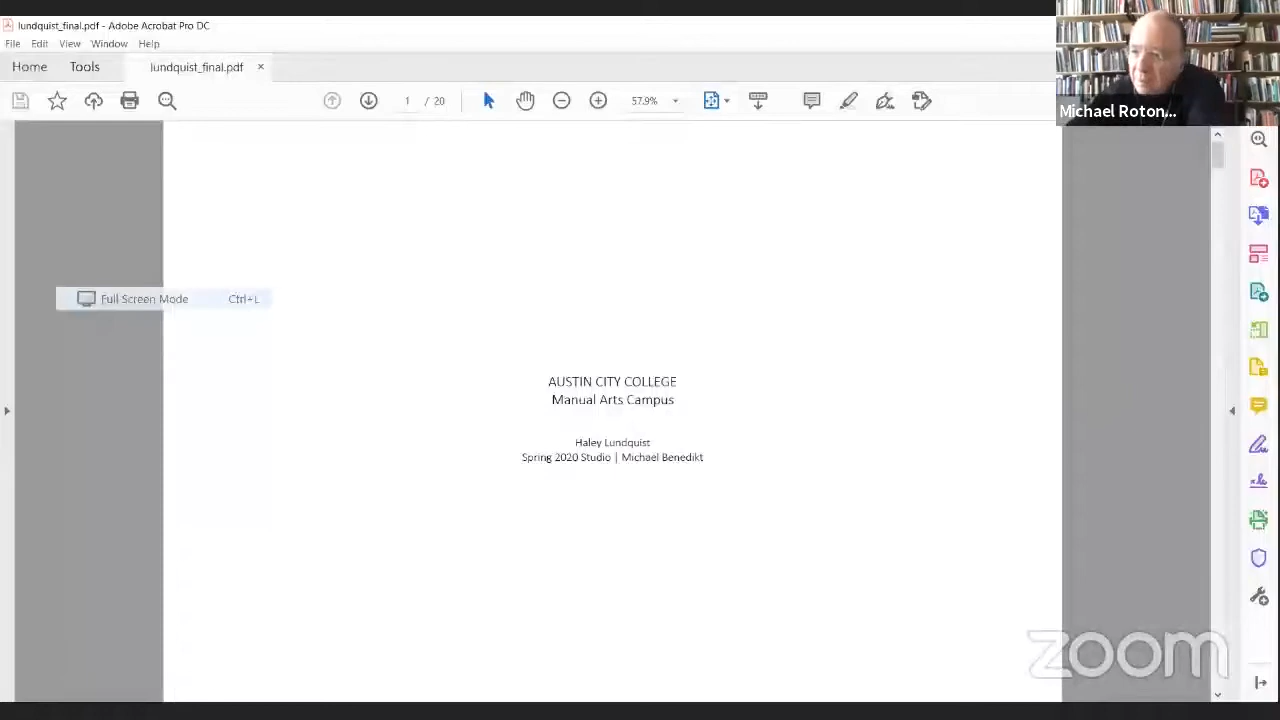 lundquist_final.pdf - Adobe Acrobat Pro DC
File Edit View Window Help
Home Tools lundquist_final.pdf ×
1 / 20 57.9%
Michael Roton...
Full Screen Mode Ctrl+L
AUSTIN CITY COLLEGE
Manual Arts Campus
Haley Lundquist
Spring 2020 Studio | Michael Benedikt
zoom